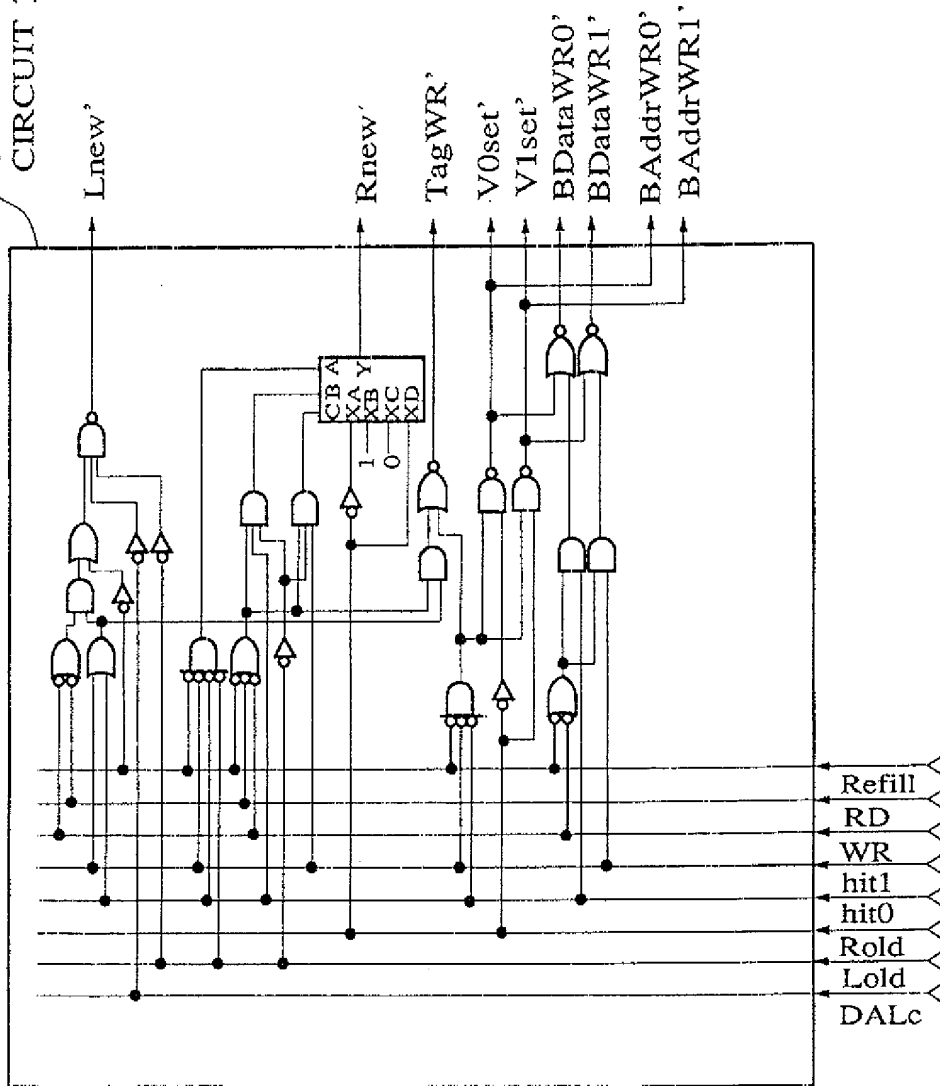 CIRCUIT
Lnew'
Rnew'
TagWR'
V0set'
V1set'
BDataWR0'
BDataWR1'
BAddrWR0'
BAddrWR1'
CB A
XA Y
XB
XC
XD
1
0
Refill
RD
WR
hit1
hit0
Rold
Lold
DALc